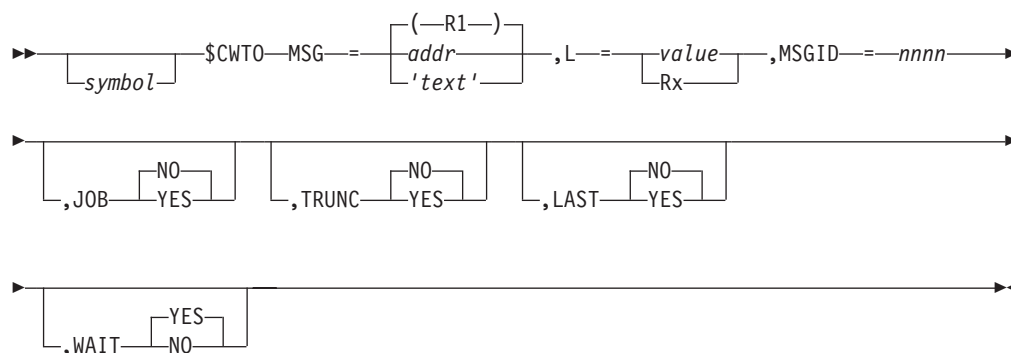 ( R1 )
$CWTO MSG = addr ,L = value ,MSGID = nnnn
symbol 'text' Rx
NO NO NO
,JOB YES ,TRUNC YES ,LAST YES
YES
,WAIT NO